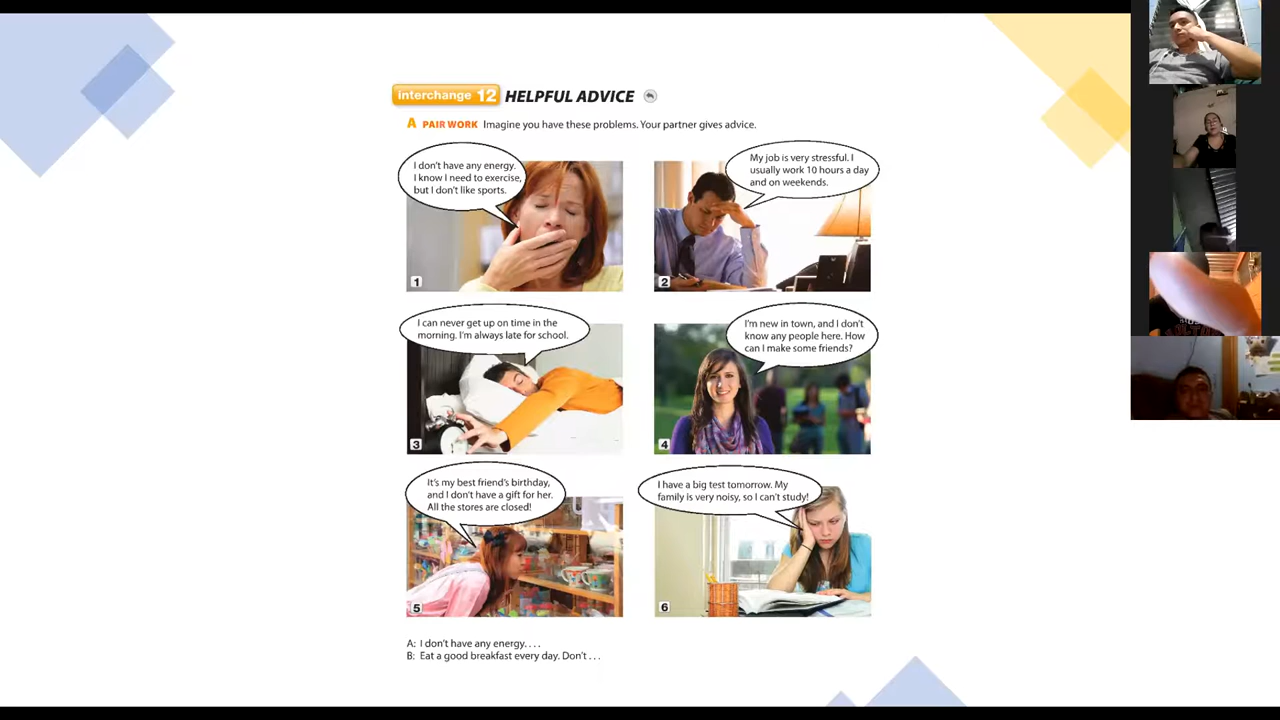 interchange 12 HELPFUL ADVICE
A PAIR WORK Imagine you have these problems. Your partner gives advice.
I don't have any energy.
I know I need to exercise,
but I don't like sports.
1
My job is very stressful. I
usually work 10 hours a day
and on weekends.
2
I can never get up on time in the
morning. I'm always late for school.
3
I'm new in town, and I don't
know any people here. How
can I make some friends?
4
It's my best friend's birthday,
and I don't have a gift for her.
All the stores are closed!
5
I have a big test tomorrow. My
family is very noisy, so I can't study!
6
A: I don't have any energy. . . .
B: Eat a good breakfast every day. Don't . . .